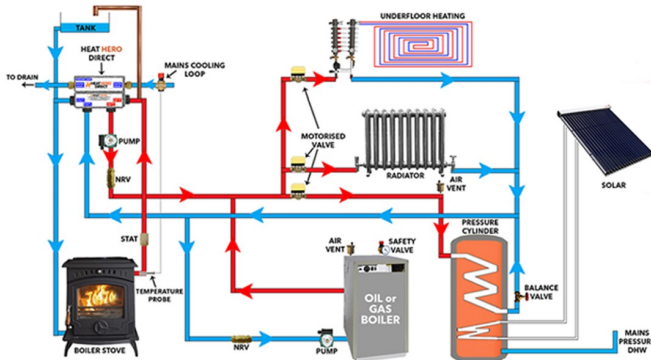 TANK
HEAT HERO
DIRECT
TO DRAIN
MAINS COOLING
LOOP
UNDERFLOOR HEATING
PUMP
NRV
MOTORISED
VALVE
RADIATOR
AIR
VENT
SOLAR
STAT
TEMPERATURE
PROBE
BOILER STOVE
AIR
VENT
SAFETY
VALVE
OIL or
GAS
BOILER
NRV
PUMP
PRESSURE
CYLINDER
BALANCE
VALVE
MAINS
PRESSURE
DHW